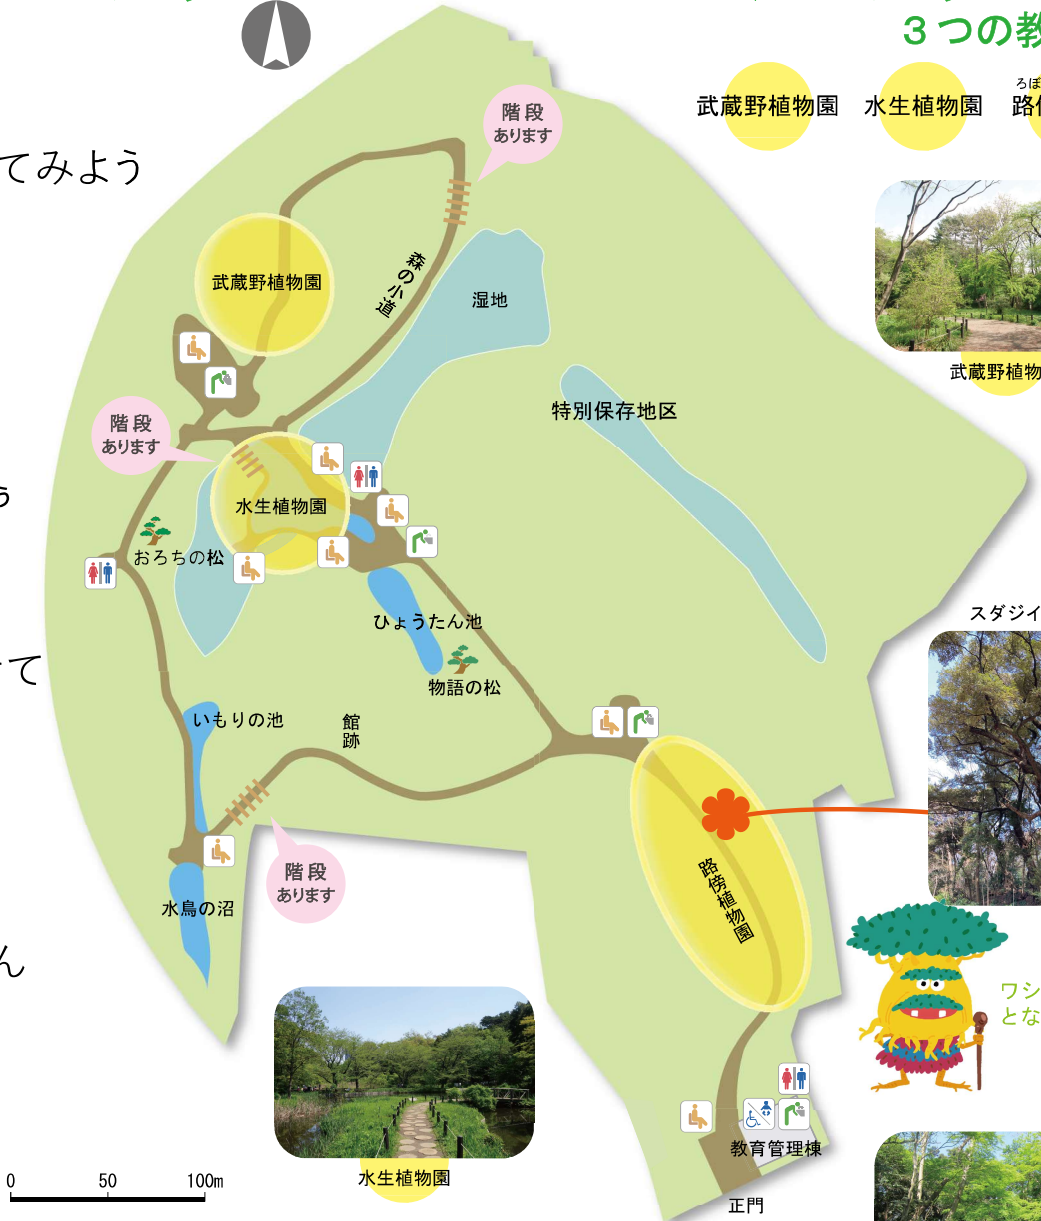 3つの教
武蔵野植物園
水生植物園
ろぼ
てみよう
階段
あります
武蔵野植物園
森の小道
湿地
武蔵野植物
特別保存地区
階段
あります
水生植物園
おろちの松
ひょうたん池
物語の松
スダジイ
て
いもりの池
館跡
階段
あります
水鳥の沼
路傍植物園
ん
ワシ
とな
教育管理棟
水生植物園
正門
0 50 100m